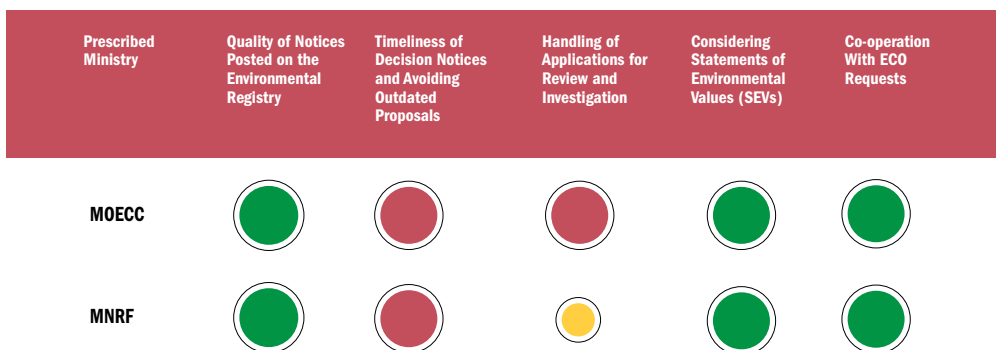 Prescribed
Ministry
Quality of Notices
Posted on the
Environmental
Registry
Timeliness of
Decision Notices
and Avoiding
Outdated
Proposals
Handling of
Applications for
Review and
Investigation
Considering
Statements of
Environmental
Values (SEVs)
Co-operation
With ECO
Requests
MOECC
MNRF